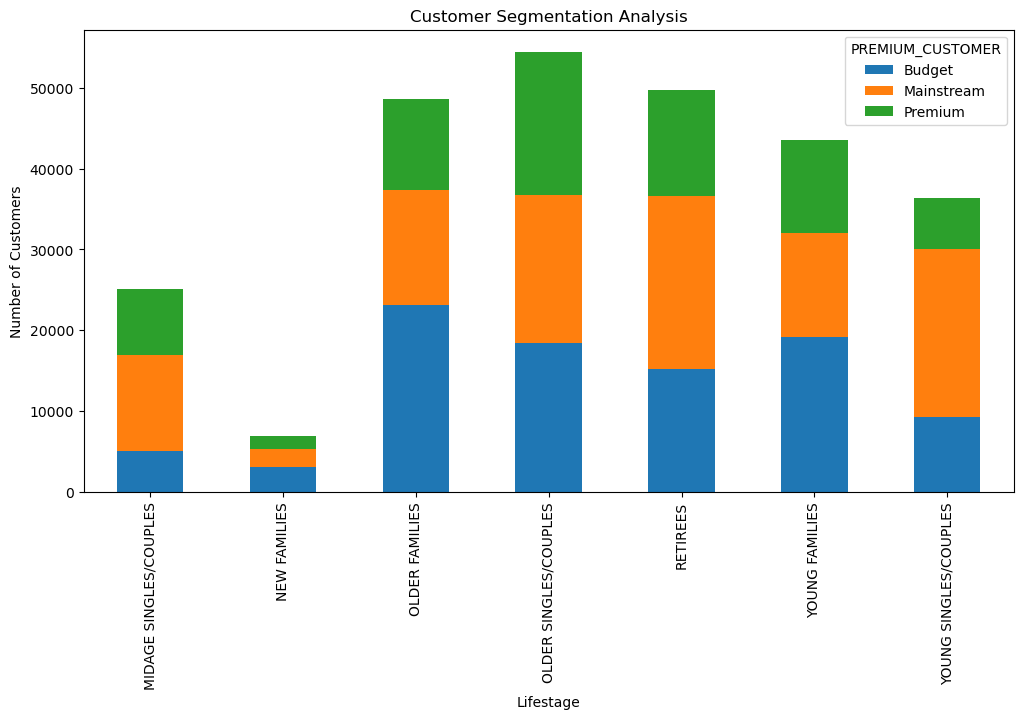 Customer Segmentation Analysis
PREMIUM_CUSTOMER
Budget
Mainstream
Premium
Number of Customers
50000
40000
30000
20000
10000
0
MIDAGE SINGLES/COUPLES
NEW FAMILIES
OLDER FAMILIES
OLDER SINGLES/COUPLES
RETIREES
YOUNG FAMILIES
YOUNG SINGLES/COUPLES
Lifestage